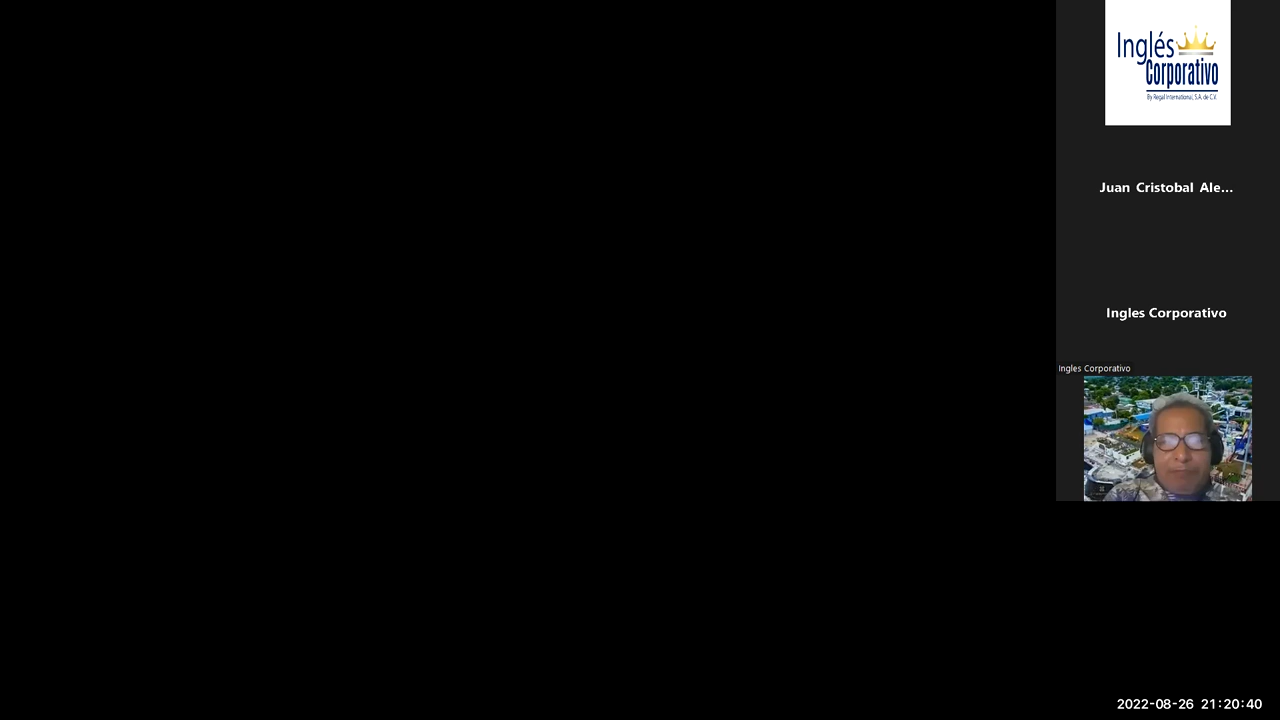 Inglés
Corporativo
By Regal International, S.A. de C.V.
Juan Cristobal Ale...
Ingles Corporativo
Ingles Corporativo
2022-08-26 21:20:40